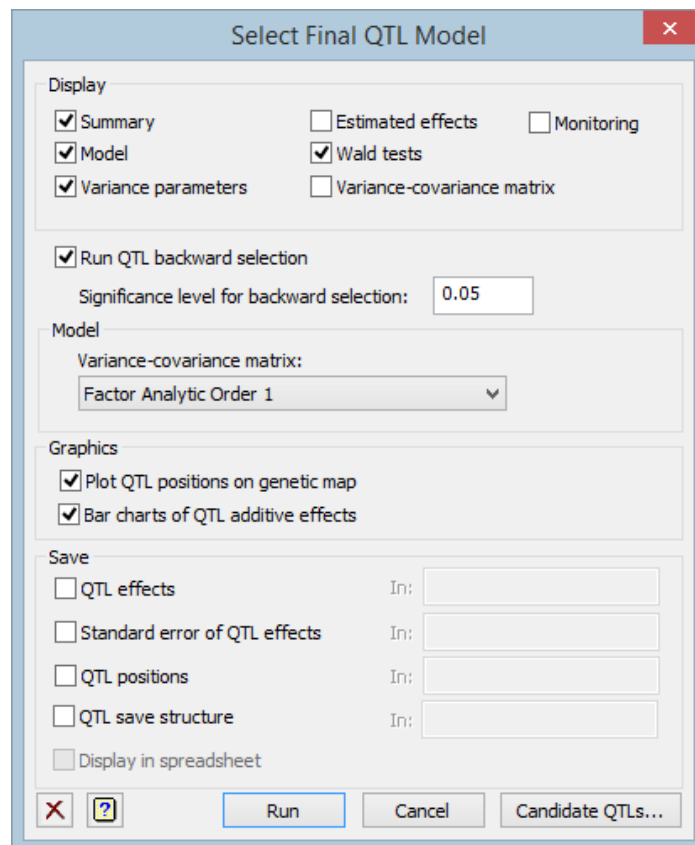 Select Final QTL Model
Display
Summary Estimated effects Monitoring
Model Wald tests
Variance parameters Variance-covariance matrix
Run QTL backward selection
Significance level for backward selection: 0.05
Model
Variance-covariance matrix:
Factor Analytic Order 1
Graphics
Plot QTL positions on genetic map
Bar charts of QTL additive effects
Save
QTL effects In:
Standard error of QTL effects In:
QTL positions In:
QTL save structure In:
Display in spreadsheet
Run Cancel Candidate QTLs...